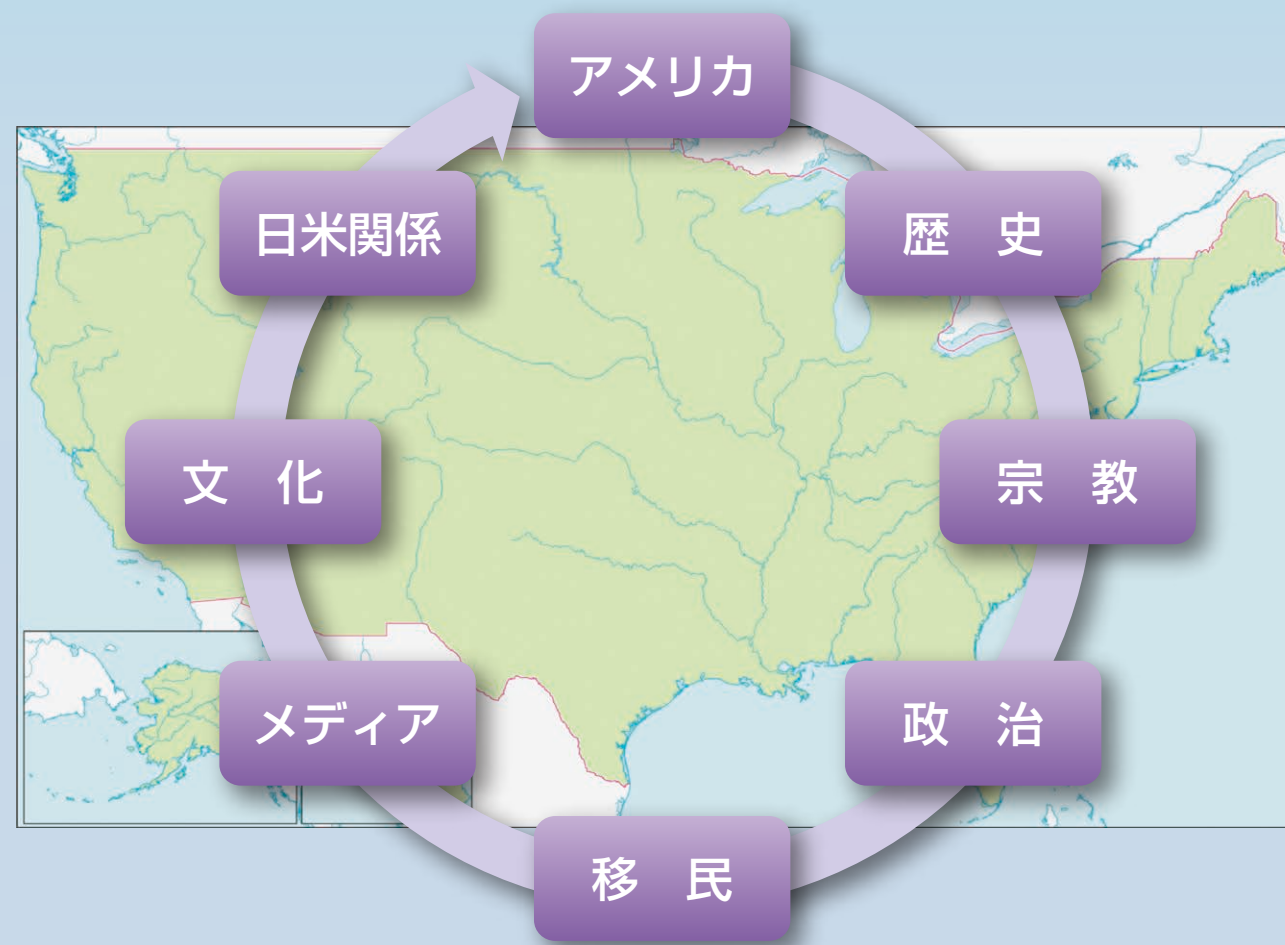 アメリカ
歴　史
宗　教
政　治
移　民
メディア
文　化
日米関係